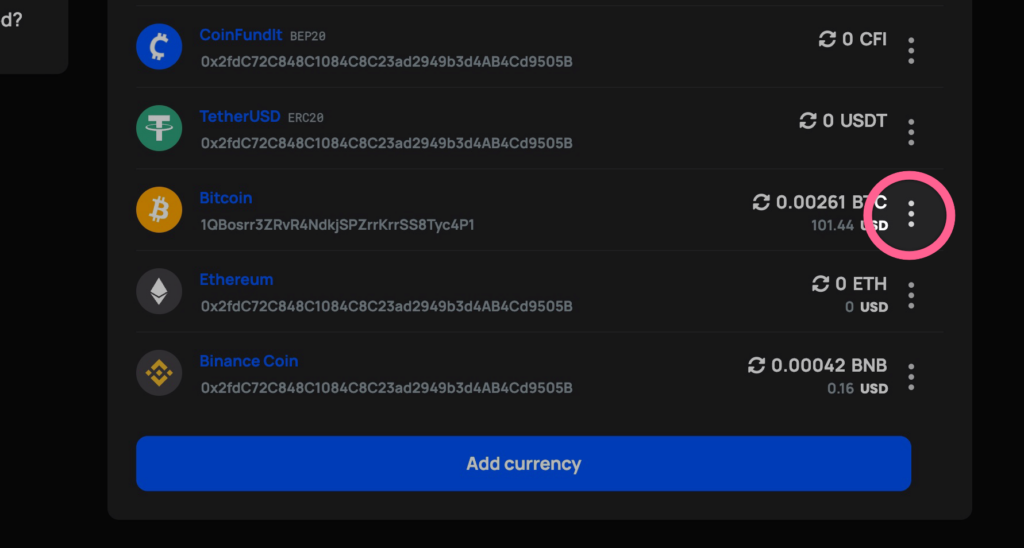 d?
CoinFundIt BEP20
0 CFI
0x2fdC72C848C1084C8C23ad2949b3d4AB4Cd9505B
TetherUSD ERC20
0 USDT
0x2fdC72C848C1084C8C23ad2949b3d4AB4Cd9505B
Bitcoin
0.00261 BTC
1QBosrr3ZRvR4NdkjSPZrrKrrSS8Tyc4P1
101.44 USD
Ethereum
0 ETH
0x2fdC72C848C1084C8C23ad2949b3d4AB4Cd9505B
0 USD
Binance Coin
0.00042 BNB
0x2fdC72C848C1084C8C23ad2949b3d4AB4Cd9505B
0.16 USD
Add currency